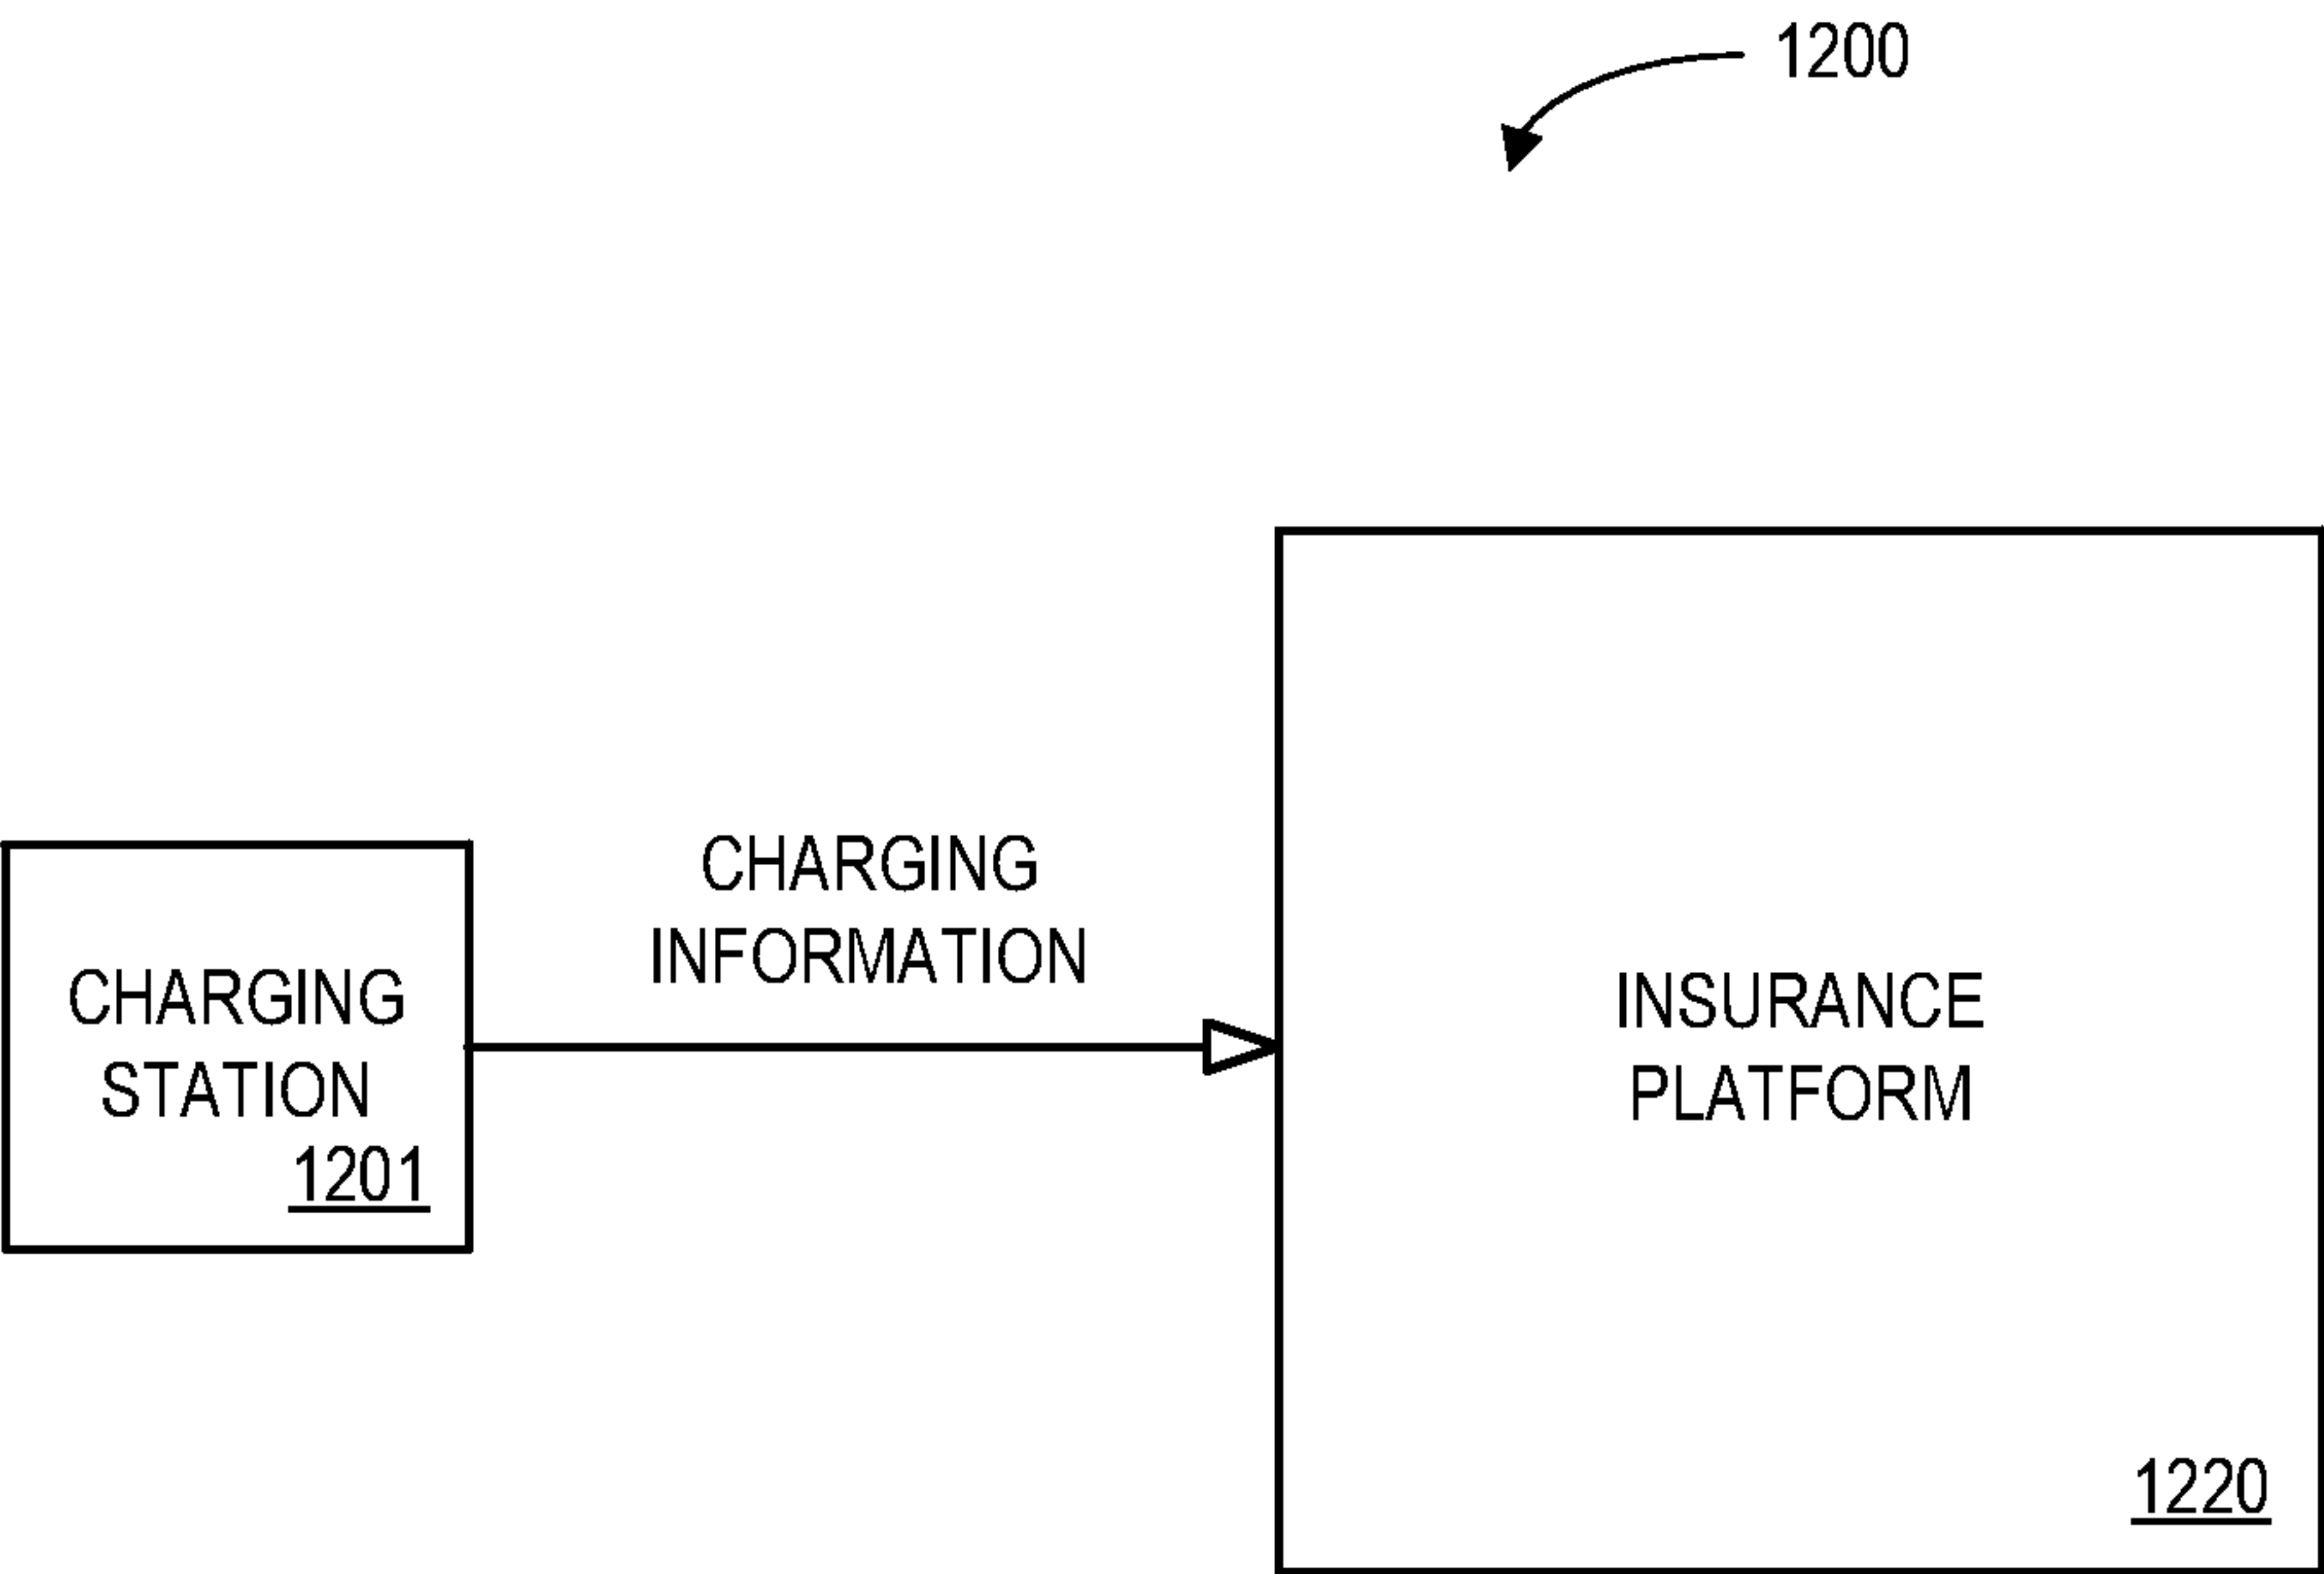 1200
CHARGING
INFORMATION
CHARGING
STATION
1201
INSURANCE
PLATFORM
1220